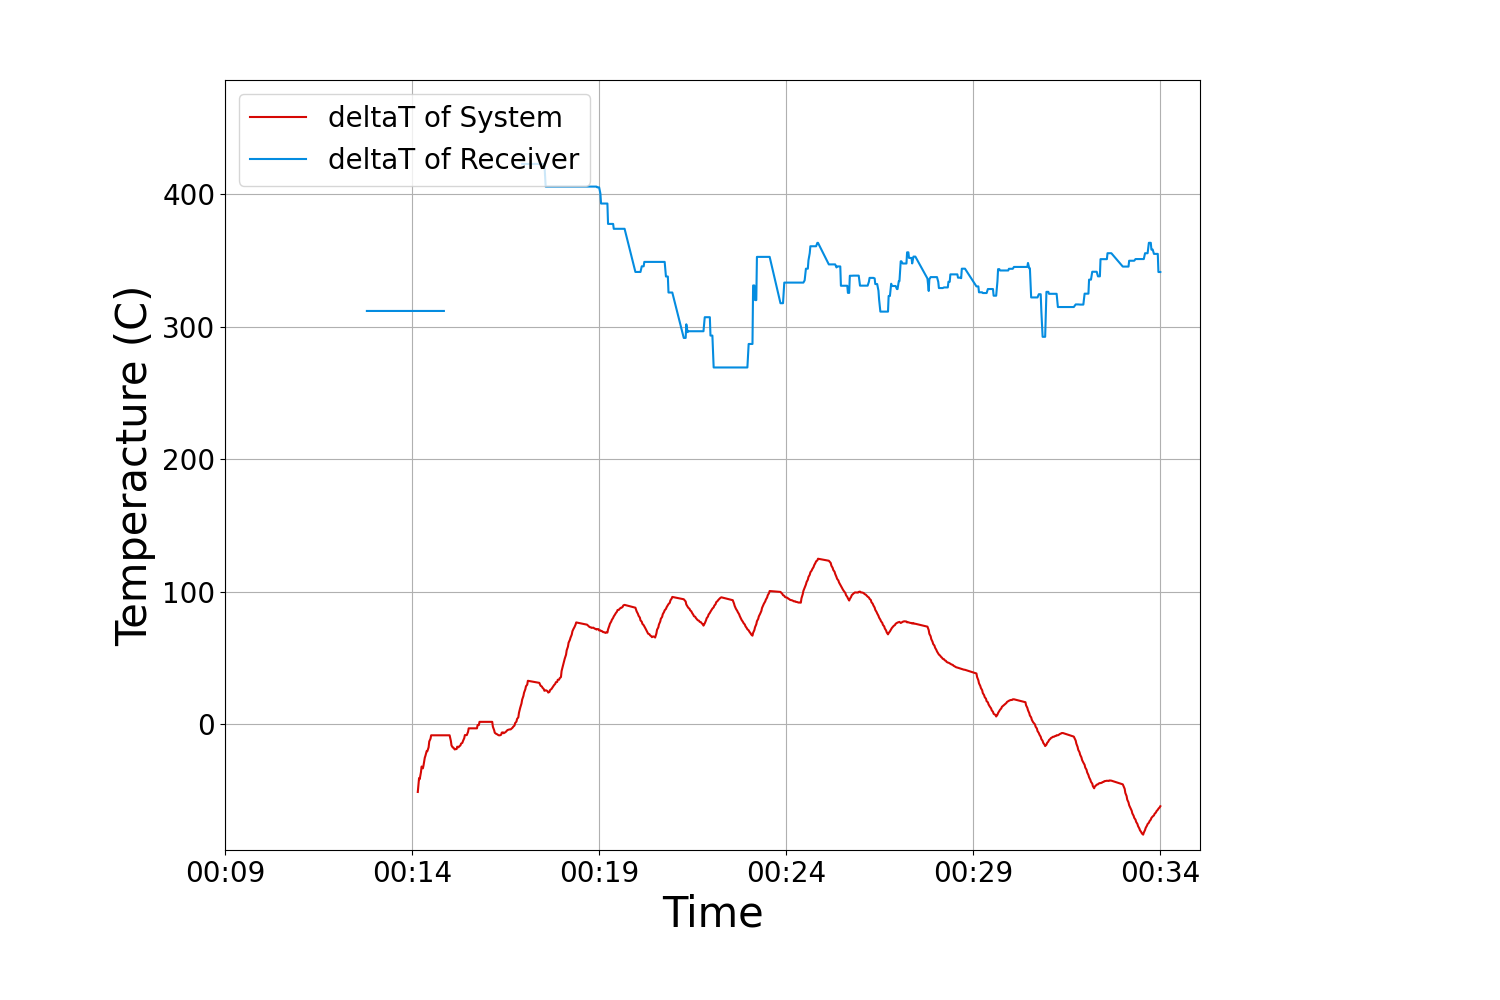 deltaT of System
deltaT of Receiver
Temperacture (C)
400
300
200
100
0
00:09 00:14 00:19 00:24 00:29 00:34
Time